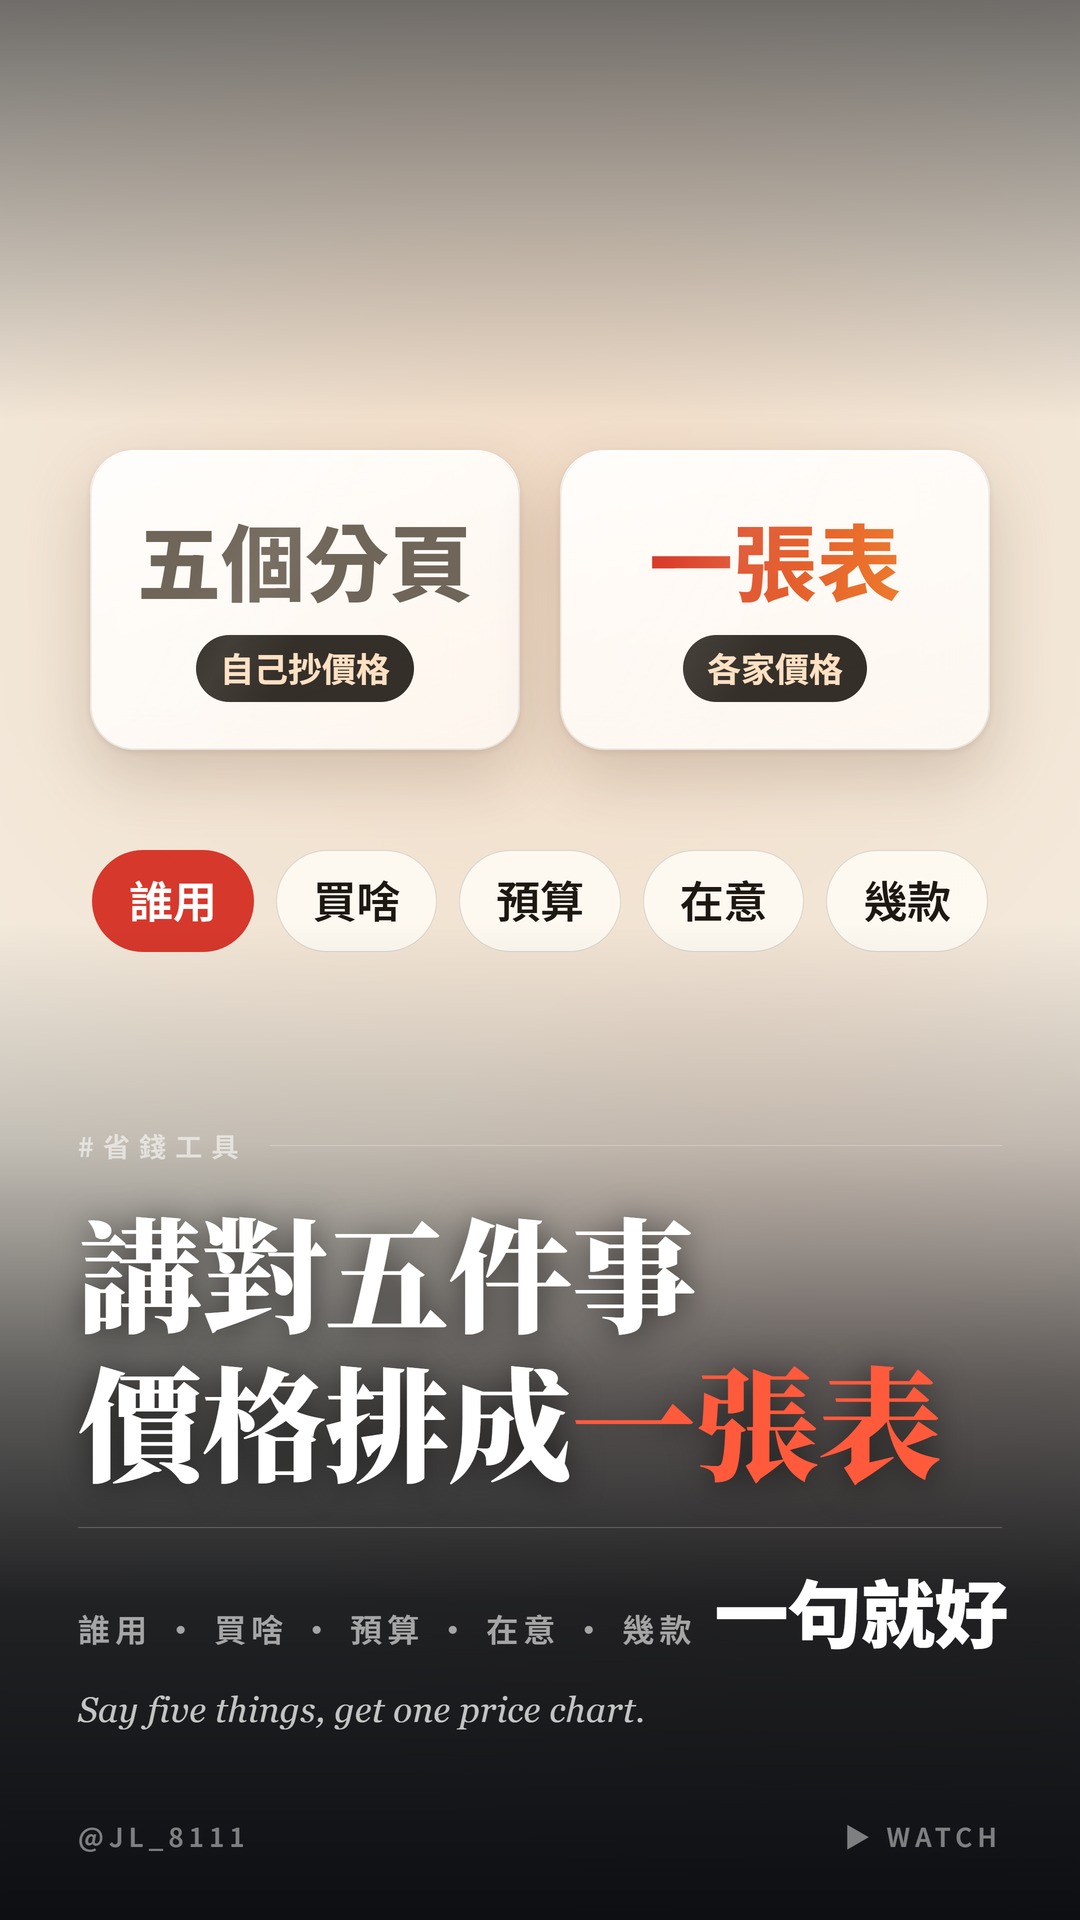 五個分頁
自己抄價格
一張表
各家價格
誰用
買啥
預算
在意
幾款
#省錢工具
講對五件事
價格排成一張表
誰用 • 買啥 • 預算 • 在意 • 幾款 一句就好
Say five things, get one price chart.
@JL_8111
▶ WATCH